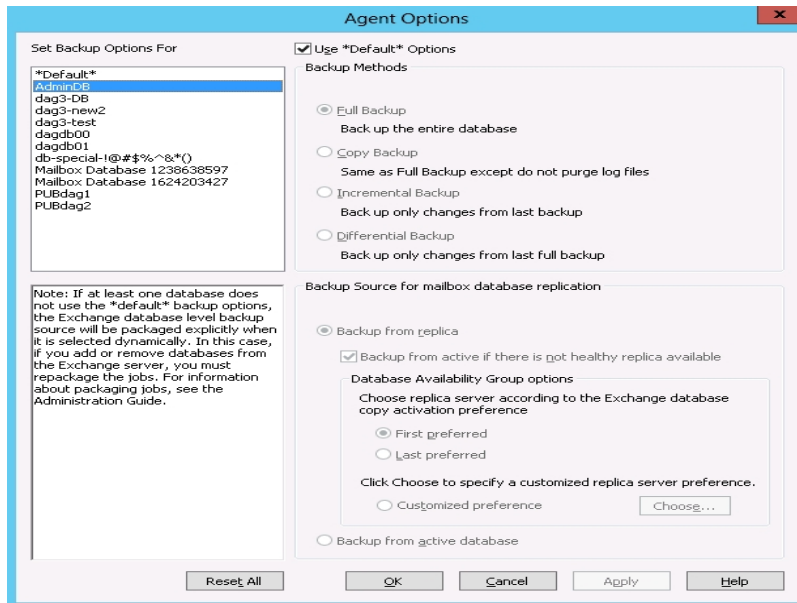 Agent Options
x
Set Backup Options For
*Default*
AdminDB
dag3-DB
dag3-new2
dag3-test
dagdb00
dagdb01
db-special-!@#$%^&*()
Mailbox Database 1238638597
Mailbox Database 1624203427
PUBdag1
PUBdag2
Note: If at least one database does
not use the *default* backup options,
the Exchange database level backup
source will be packaged explicitly when
it is selected dynamically. In this case,
if you add or remove databases from
the Exchange server, you must
repackage the jobs. For information
about packaging jobs, see the
Administration Guide.
Use *Default* Options
Backup Methods
Full Backup
Back up the entire database
Copy Backup
Same as Full Backup except do not purge log files
Incremental Backup
Back up only changes from last backup
Differential Backup
Back up only changes from last full backup
Backup Source for mailbox database replication
Backup from replica
Backup from active if there is not healthy replica available
Database Availability Group options
Choose replica server according to the Exchange database
copy activation preference
First preferred
Last preferred
Click Choose to specify a customized replica server preference.
Customized preference
Choose...
Backup from active database
Reset All
OK
Cancel
Apply
Help